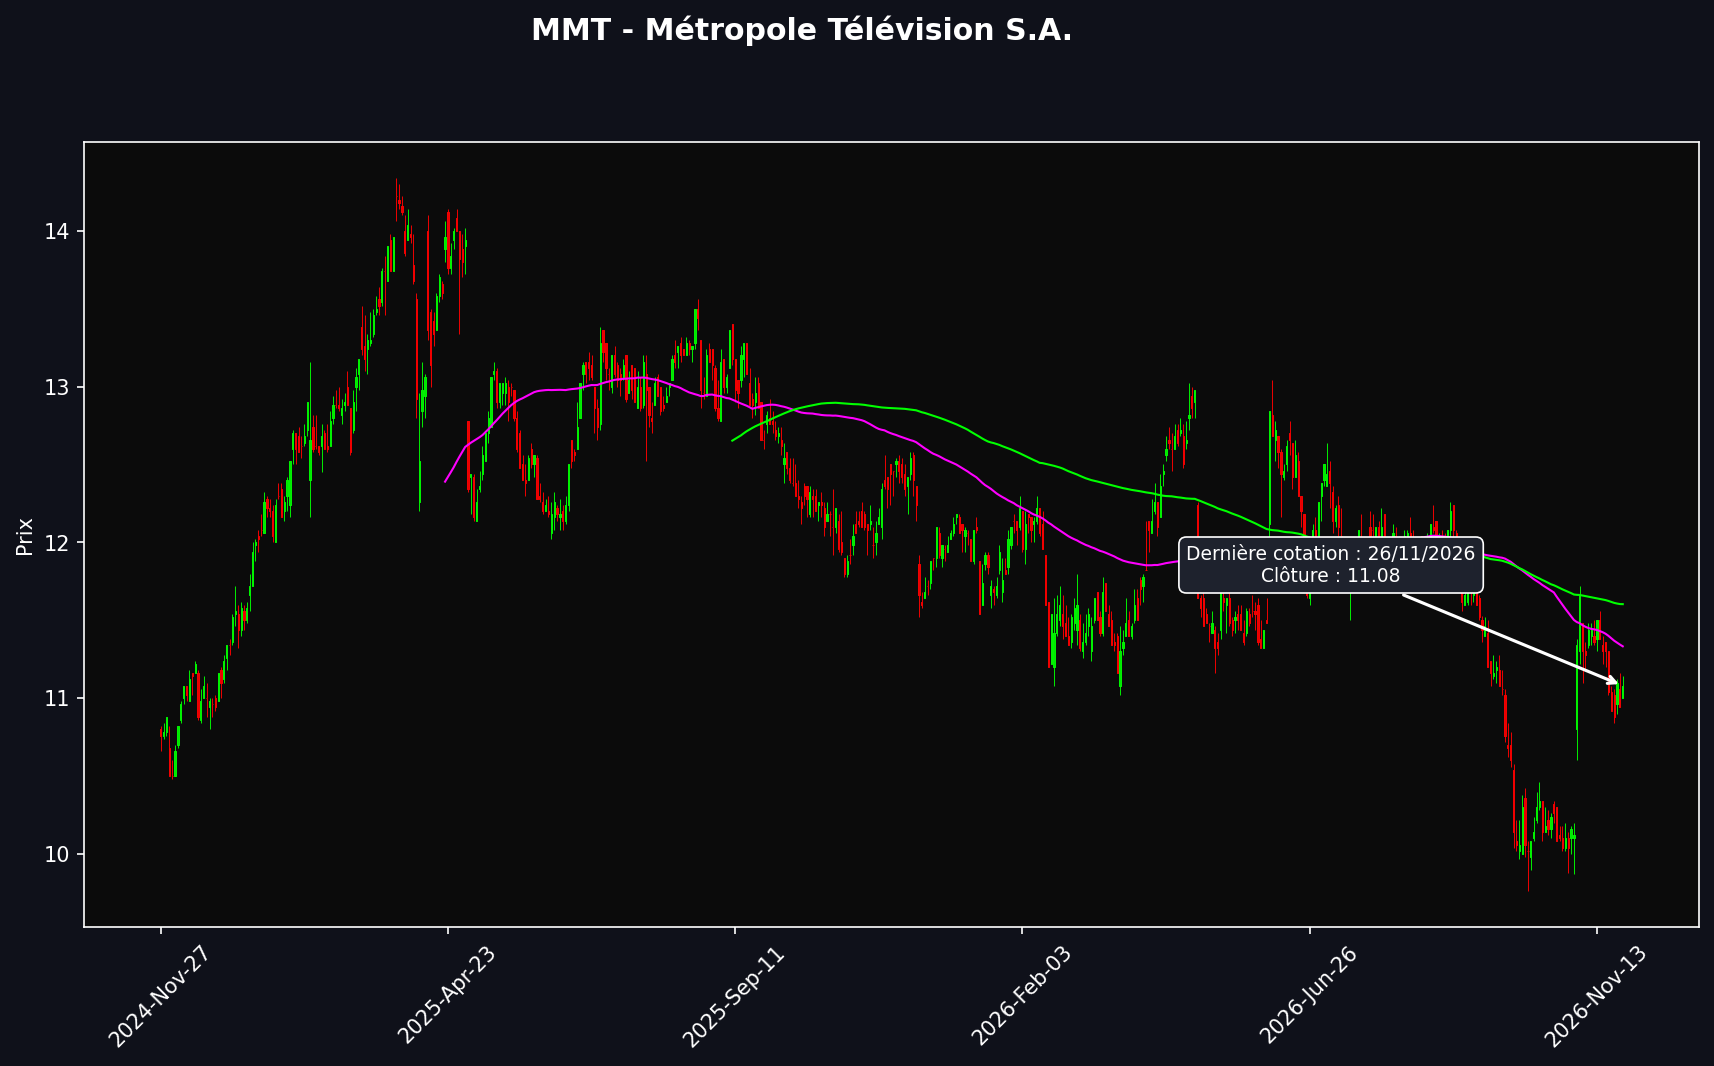 MMT - Métropole Télévision S.A.
Prix
14
13
12
11
10
Dernière cotation : 26/11/2026
Clôture : 11.08
2024-Nov-27
2025-Apr-23
2025-Sep-11
2026-Feb-03
2026-Jun-26
2026-Nov-13